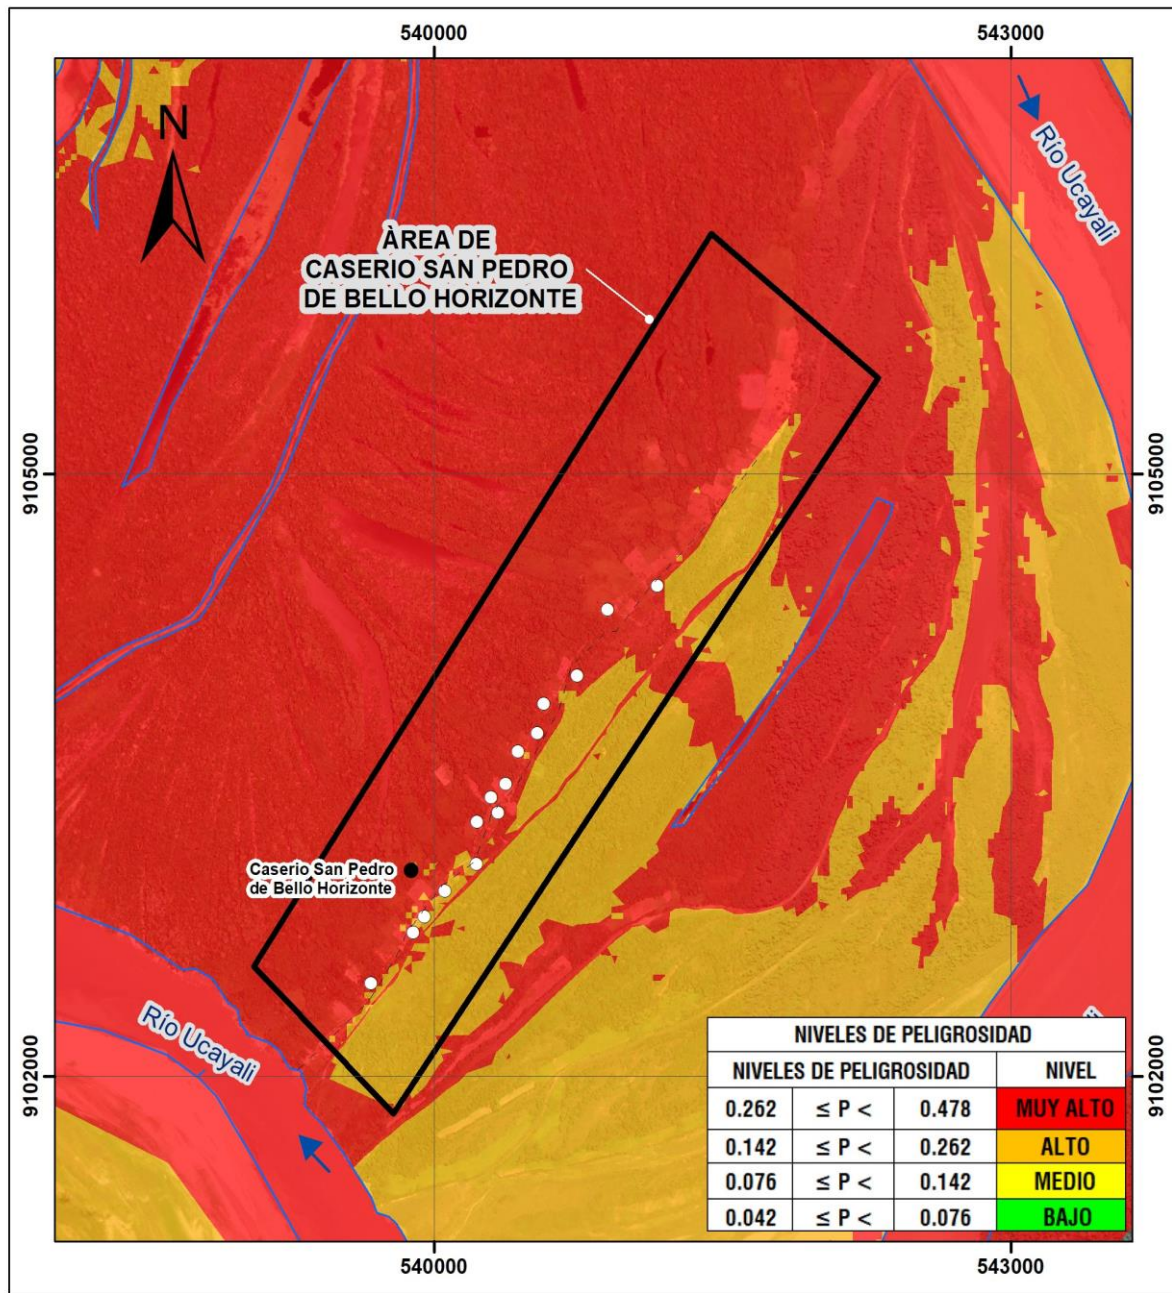 540000
543000
N
Río Ucayali
ÀREA DE
CASERIO SAN PEDRO
DE BELLO HORIZONTE
9105000
9105000
Caserio San Pedro
de Bello Horizonte
Río Ucayali
9102000
9102000
NIVELES DE PELIGROSIDAD
NIVELES DE PELIGROSIDAD NIVEL
0.262 ≤ P < 0.478 MUY ALTO
0.142 ≤ P < 0.262 ALTO
0.076 ≤ P < 0.142 MEDIO
0.042 ≤ P < 0.076 BAJO
540000
543000